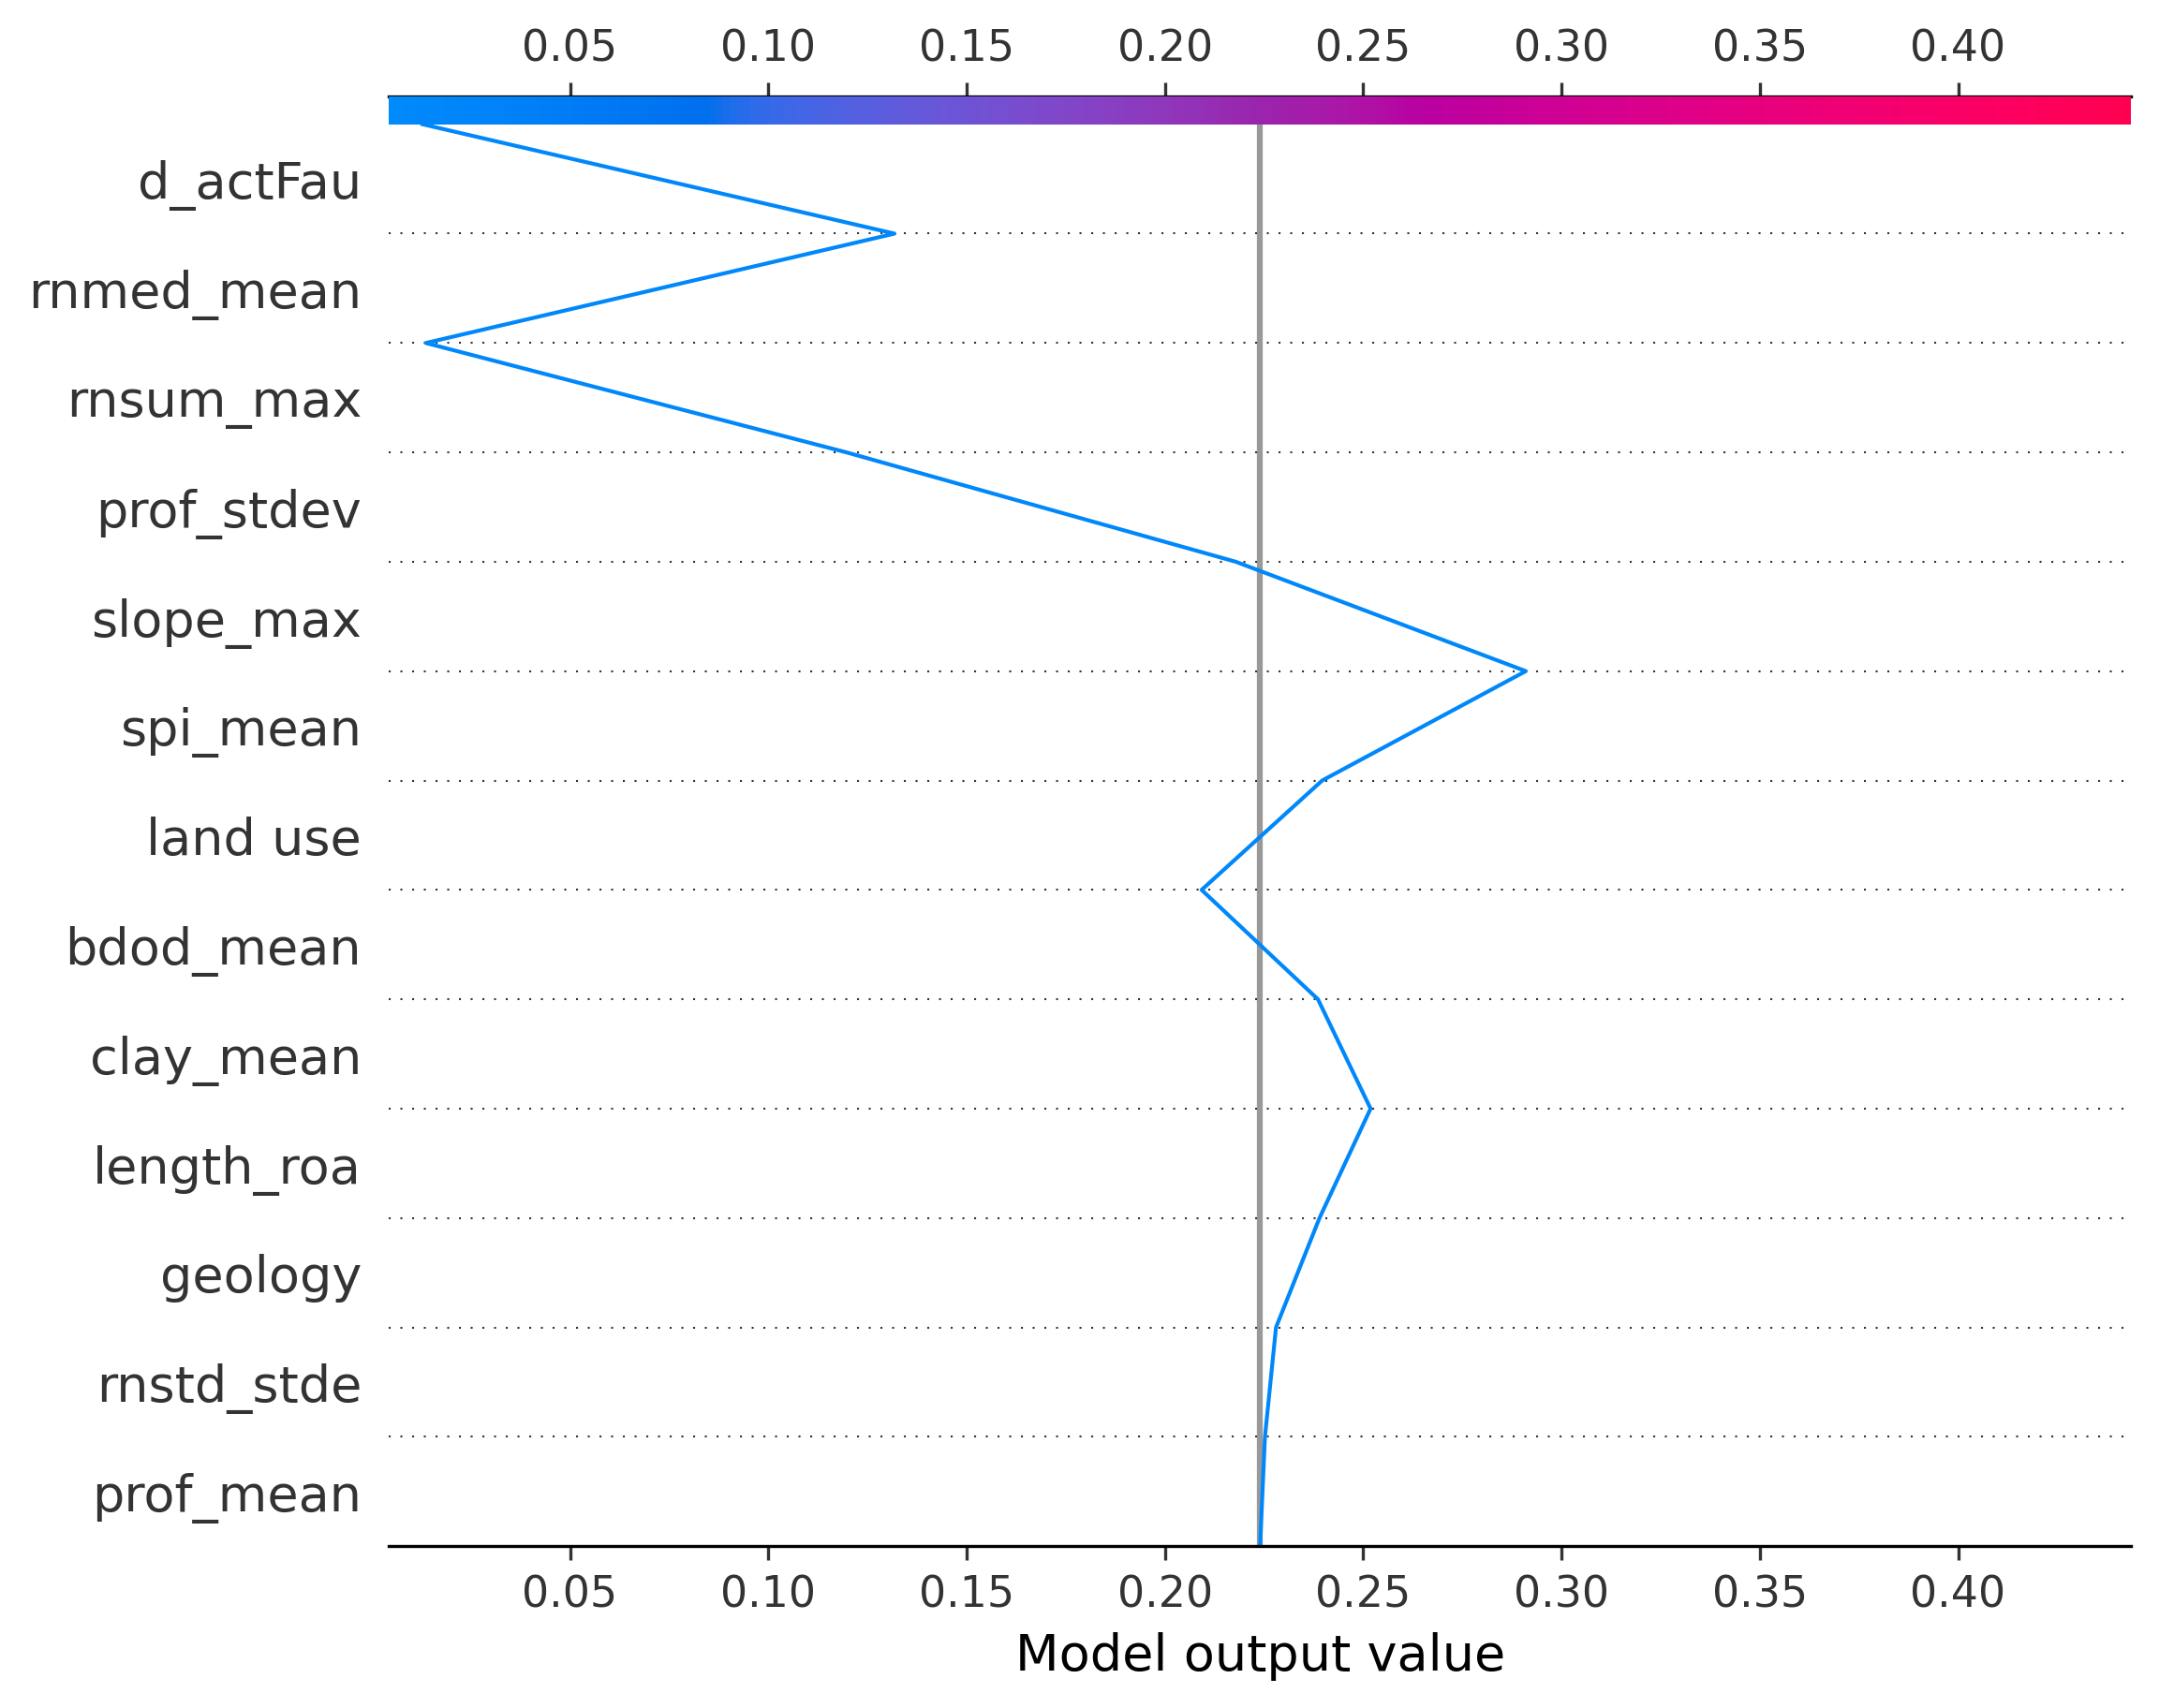 0.05 0.10 0.15 0.20 0.25 0.30 0.35 0.40
d_actFau
rnmed_mean
rnsum_max
prof_stdev
slope_max
spi_mean
land use
bdod_mean
clay_mean
length_roa
geology
rnstd_stde
prof_mean
0.05 0.10 0.15 0.20 0.25 0.30 0.35 0.40
Model output value